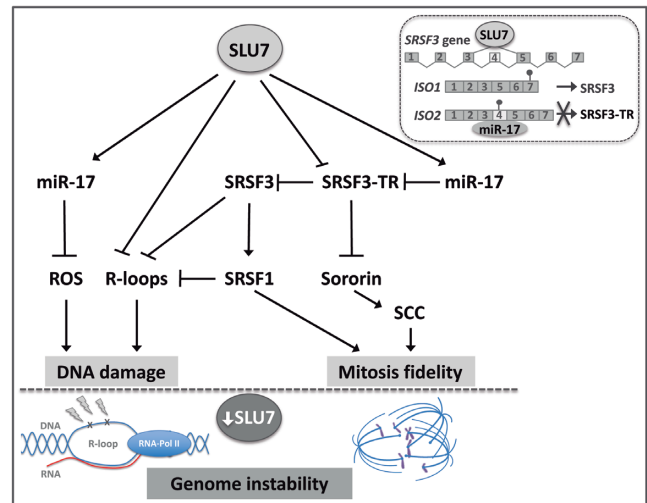 SLU7
SRSF3 gene
SLU7
1 2 3 4 5 6 7
ISO1 1 2 3 5 6 7 SRSF3
ISO2 1 2 3 4 5 6 7 SRSF3-TR
miR-17
miR-17 SRSF3 SRSF3-TR miR-17
ROS R-loops SRSF1 Sororin
SCC
DNA damage Mitosis fidelity
↓SLU7
DNA
x x
R-loop RNA-Pol II
RNA
Genome instability